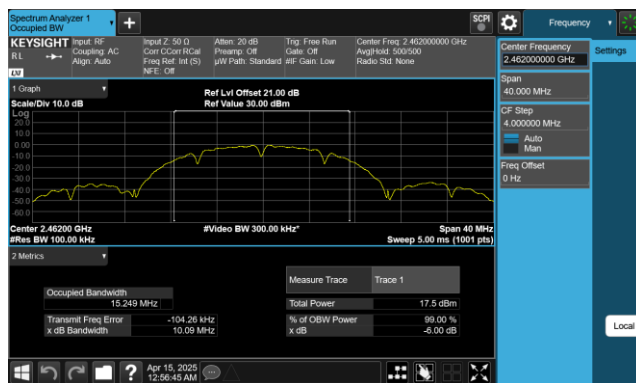 Spectrum Analyzer 1
Occupied BW
SCPI
Frequency
KEYSIGHT
RL
LXI
Input: RF
Coupling: AC
Align: Auto
Input Z: 50 Ω
Corr CCorr RCal
Freq Ref: Int (S)
NFE: Off
Atten: 20 dB
Preamp: Off
µW Path: Standard
Trig: Free Run
Gate: Off
#IF Gain: Low
Center Freq: 2.462000000 GHz
Avg|Hold: 500/500
Radio Std: None
Center Frequency
2.462000000 GHz
Settings
Span
40.000 MHz
CF Step
4.000000 MHz
Auto
Man
Freq Offset
0 Hz
1 Graph
Scale/Div 10.0 dB
Ref Lvl Offset 21.00 dB
Ref Value 30.00 dBm
Log
20.0
10.0
0.00
-10.0
-20.0
-30.0
-40.0
-50.0
-60.0
Center 2.46200 GHz
#Res BW 100.00 kHz
#Video BW 300.00 kHz*
Span 40 MHz
Sweep 5.00 ms (1001 pts)
2 Metrics
Measure Trace Trace 1
Occupied Bandwidth
15.249 MHz
Total Power 17.5 dBm
Transmit Freq Error -104.26 kHz
% of OBW Power 99.00 %
x dB Bandwidth 10.09 MHz
x dB -6.00 dB
Local
Apr 15, 2025
12:56:45 AM